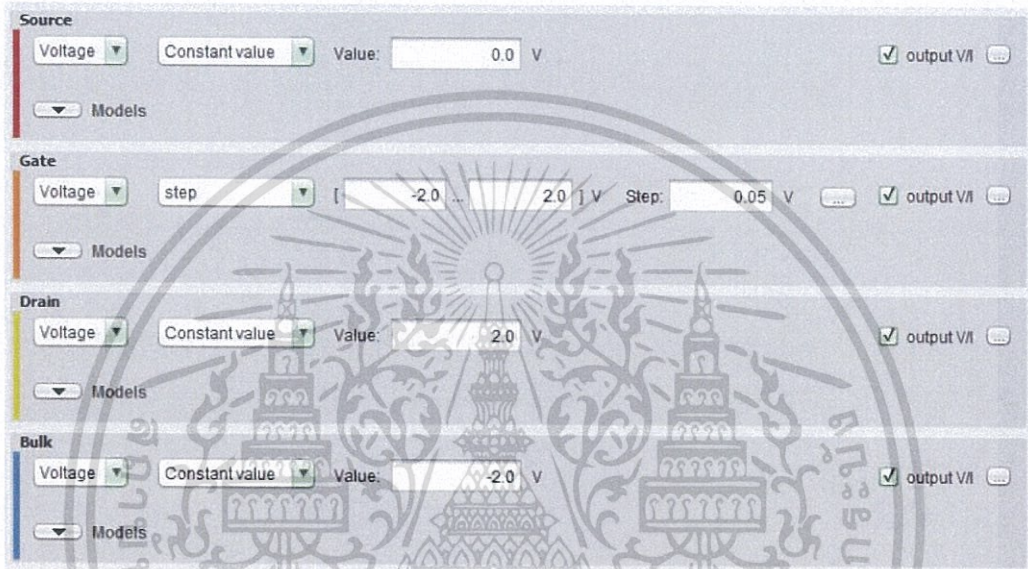 Source
Voltage Constant value Value: 0.0 V output V/I ...
Models
Gate
Voltage step [ -2.0 ... 2.0 ] V Step: 0.05 V ... output V/I ...
Models
Drain
Voltage Constant value Value: 2.0 V output V/I ...
Models
Bulk
Voltage Constant value Value: -2.0 V output V/I ...
Models